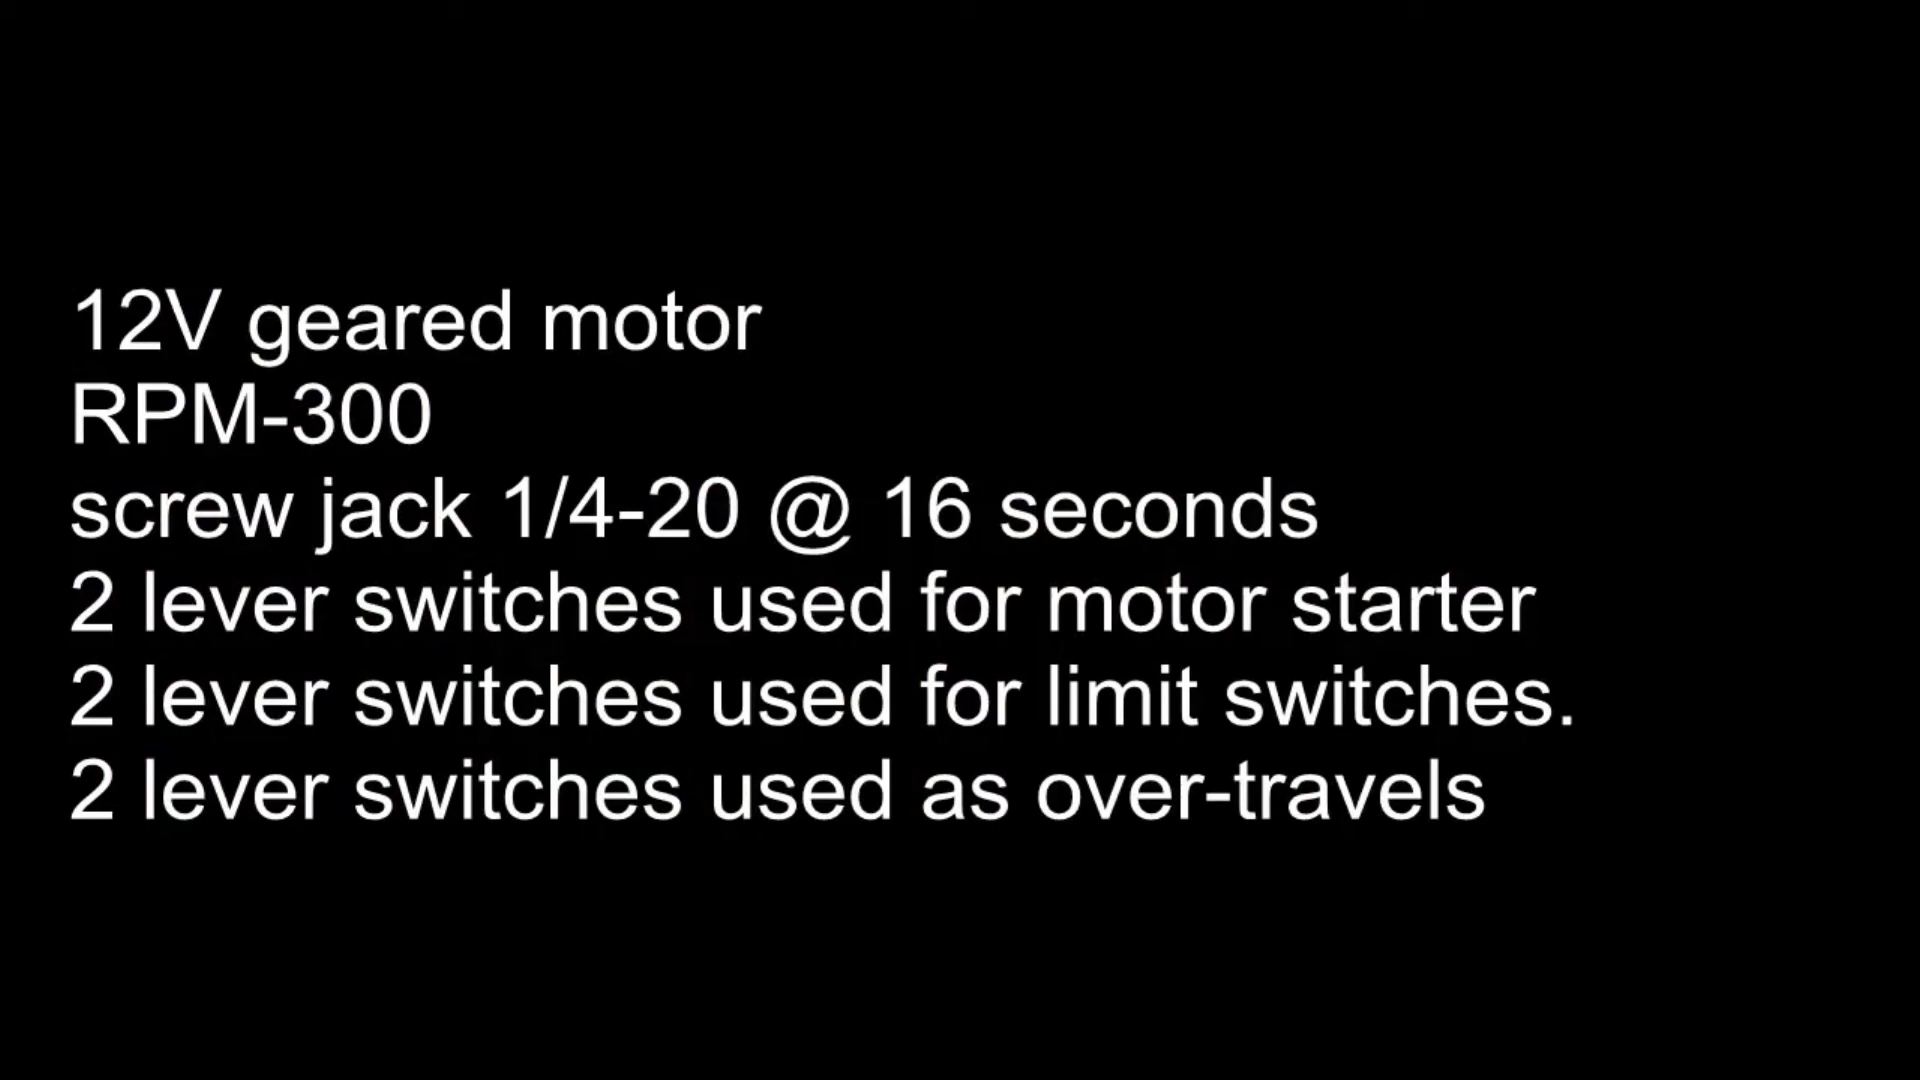 12V geared motor
RPM-300
screw jack 1/4-20 @ 16 seconds
2 lever switches used for motor starter
2 lever switches used for limit switches.
2 lever switches used as over-travels